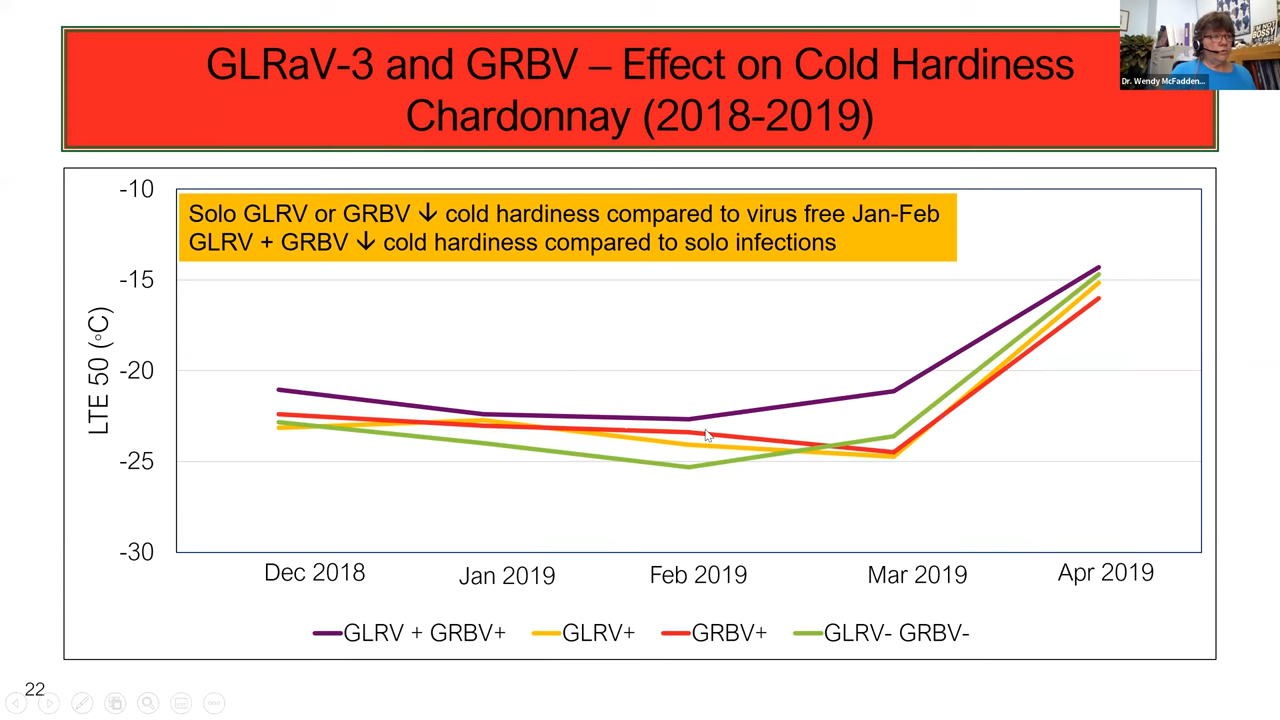 GLRaV-3 and GRBV – Effect on Cold Hardiness
Chardonnay (2018-2019)
I'M NOT
BOSSY
Dr. Wendy McFadden...
-10
Solo GLRV or GRBV ↓ cold hardiness compared to virus free Jan-Feb
GLRV + GRBV ↓ cold hardiness compared to solo infections
-15
-20
-25
-30
LTE 50 (°C)
Dec 2018
Jan 2019
Feb 2019
Mar 2019
Apr 2019
GLRV + GRBV+
GLRV+
GRBV+
GLRV- GRBV-
22